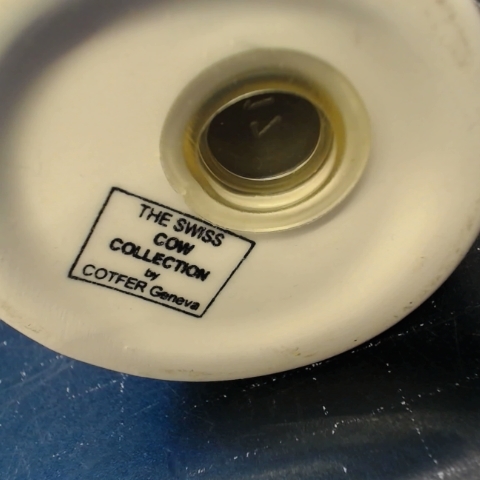 THE SWISS
COW
COLLECTION
by
COTFER Geneva